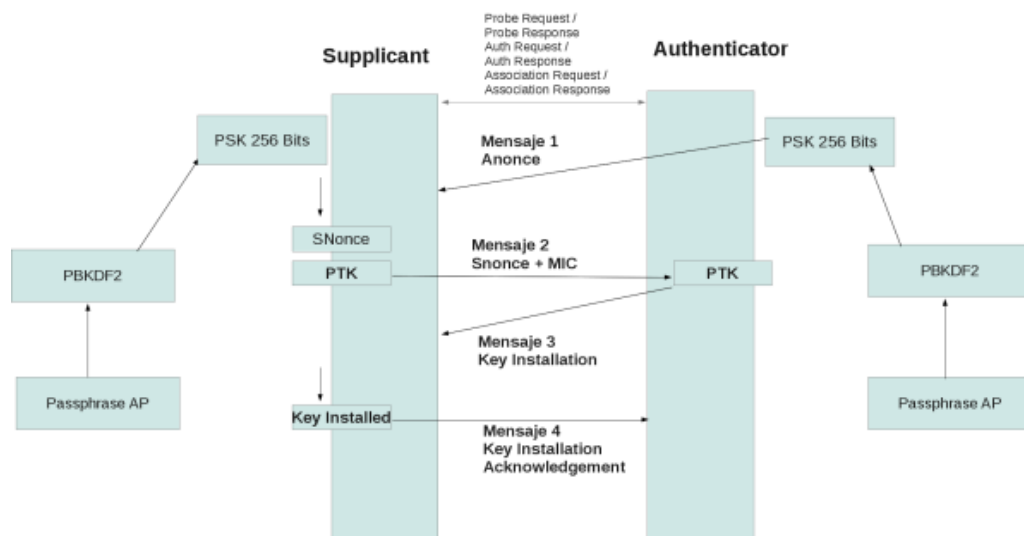 Probe Request /
Probe Response
Auth Request /
Auth Response
Association Request /
Association Response
Supplicant
Authenticator
PSK 256 Bits
Mensaje 1
Anonce
PSK 256 Bits
SNonce
Mensaje 2
Snonce + MIC
PBKDF2
PTK
PTK
PBKDF2
Mensaje 3
Key Installation
Passphrase AP
Passphrase AP
Key Installed
Mensaje 4
Key Installation
Acknowledgement